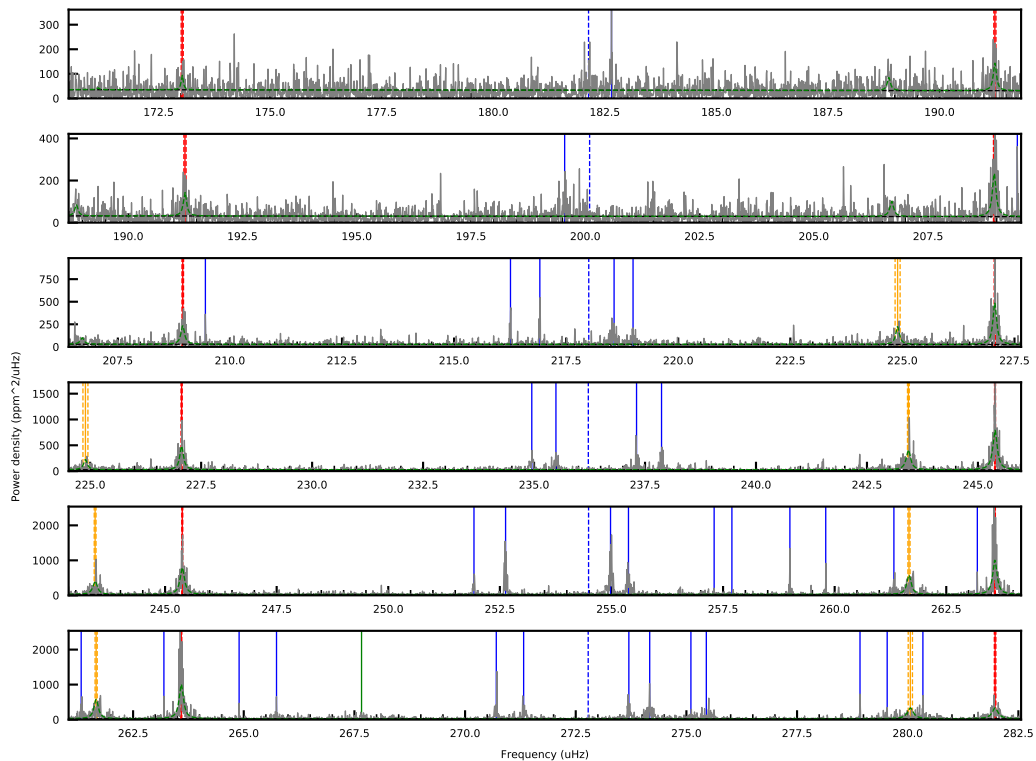 300
200
100
0
172.5 175.0 177.5 180.0 182.5 185.0 187.5 190.0
400
200
0
190.0 192.5 195.0 197.5 200.0 202.5 205.0 207.5
750
500
250
0
207.5 210.0 212.5 215.0 217.5 220.0 222.5 225.0 227.5
Power density (ppm^2/uHz)
1500
1000
500
0
225.0 227.5 230.0 232.5 235.0 237.5 240.0 242.5 245.0
2000
1000
0
245.0 247.5 250.0 252.5 255.0 257.5 260.0 262.5
2000
1000
0
262.5 265.0 267.5 270.0 272.5 275.0 277.5 280.0 282.5
Frequency (uHz)